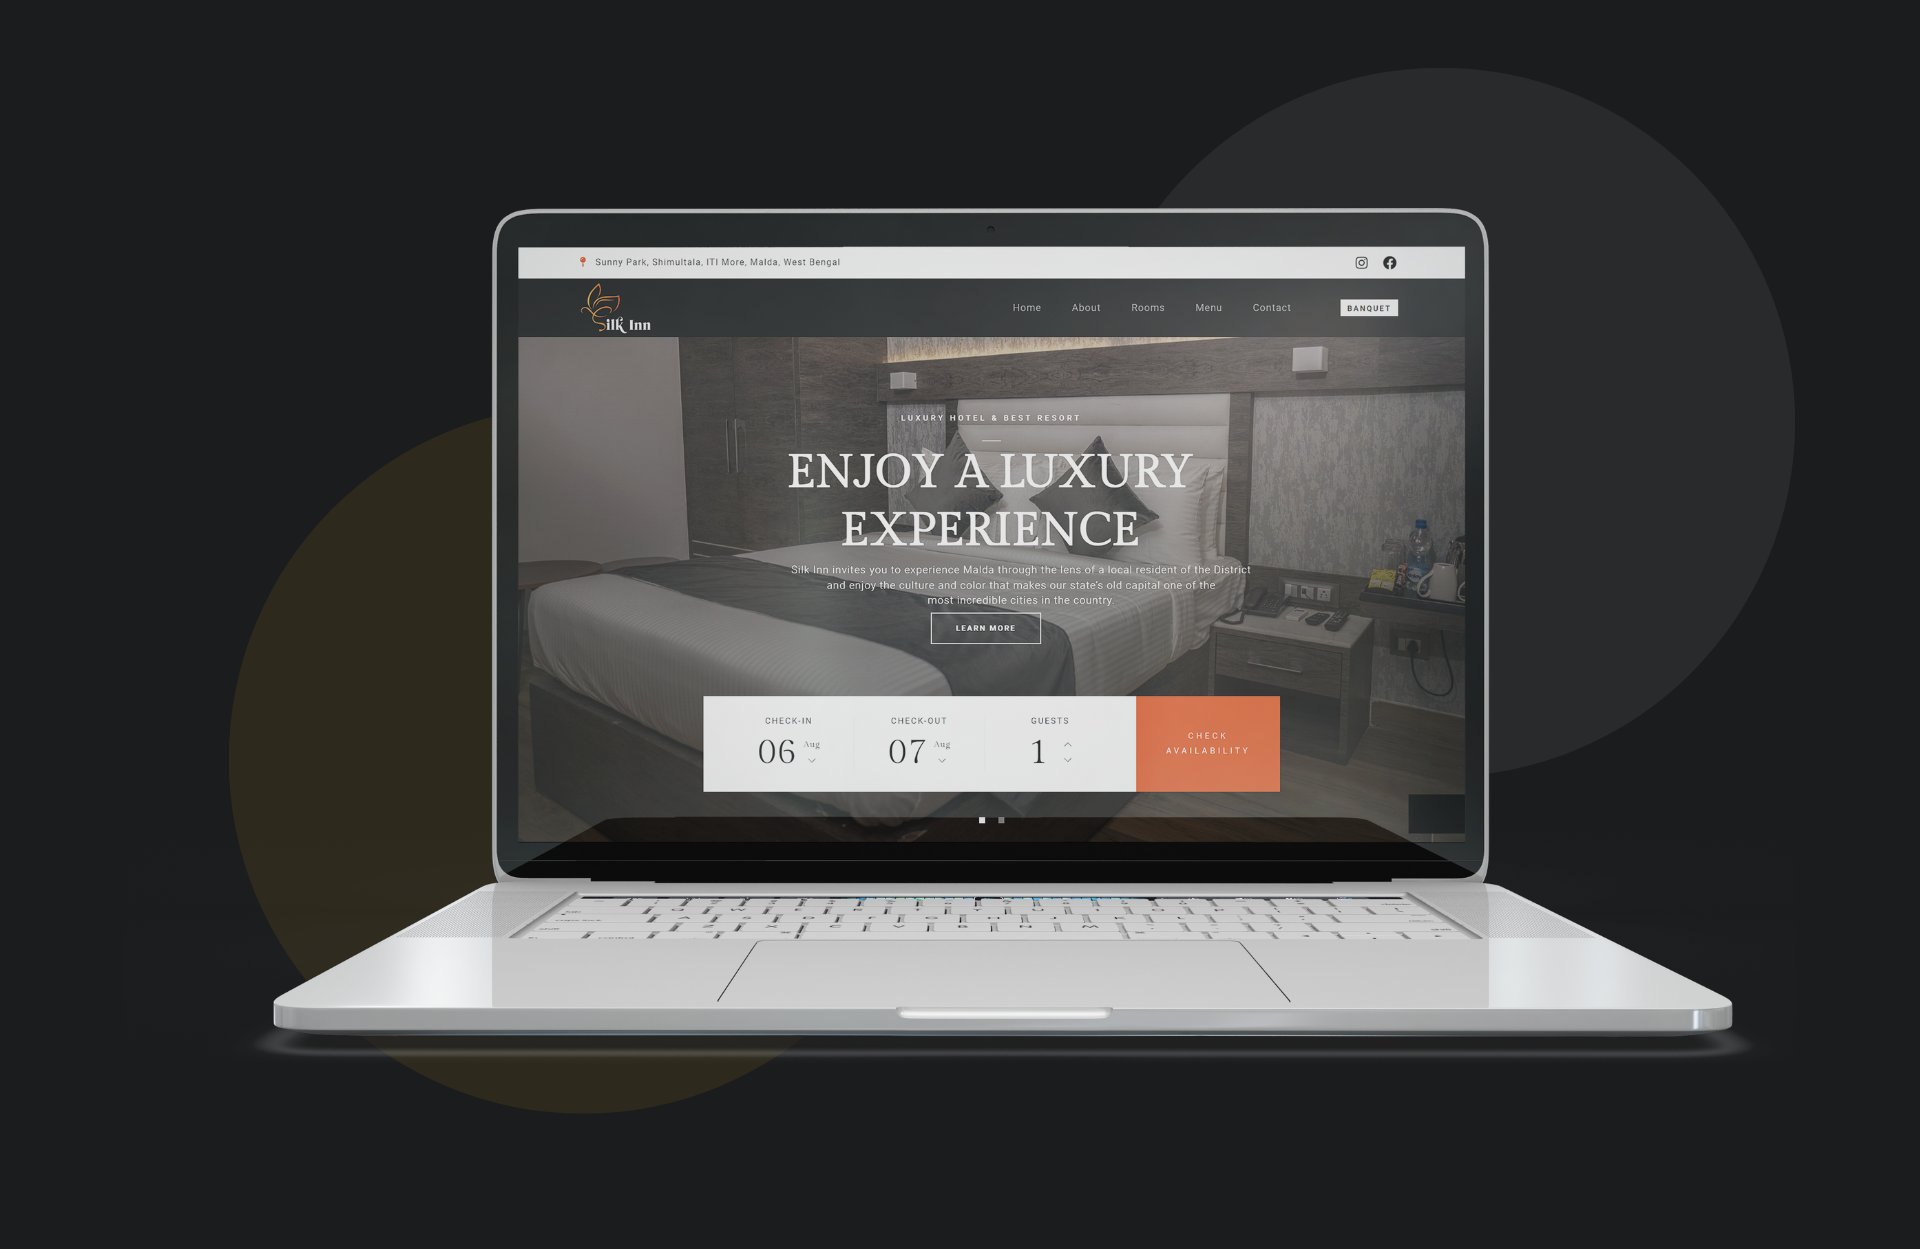 Sunny Park, Shimultala, ITI More, Malda, West Bengal
Silk Inn
Home About Rooms Menu Contact BANQUET
LUXURY HOTEL & BEST RESORT
ENJOY A LUXURY
EXPERIENCE
Silk Inn invites you to experience Malda through the lens of a local resident of the District
and enjoy the culture and color that makes our state's old capital one of the
most incredible cities in the country.
LEARN MORE
CHECK-IN CHECK-OUT GUESTS
06 Aug 07 Aug 1
CHECK
AVAILABILITY